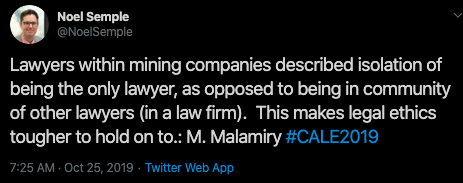 Noel Semple
@NoelSemple
Lawyers within mining companies described isolation of
being the only lawyer, as opposed to being in community
of other lawyers (in a law firm).  This makes legal ethics
tougher to hold on to.: M. Malamiry #CALE2019
7:25 AM · Oct 25, 2019 · Twitter Web App